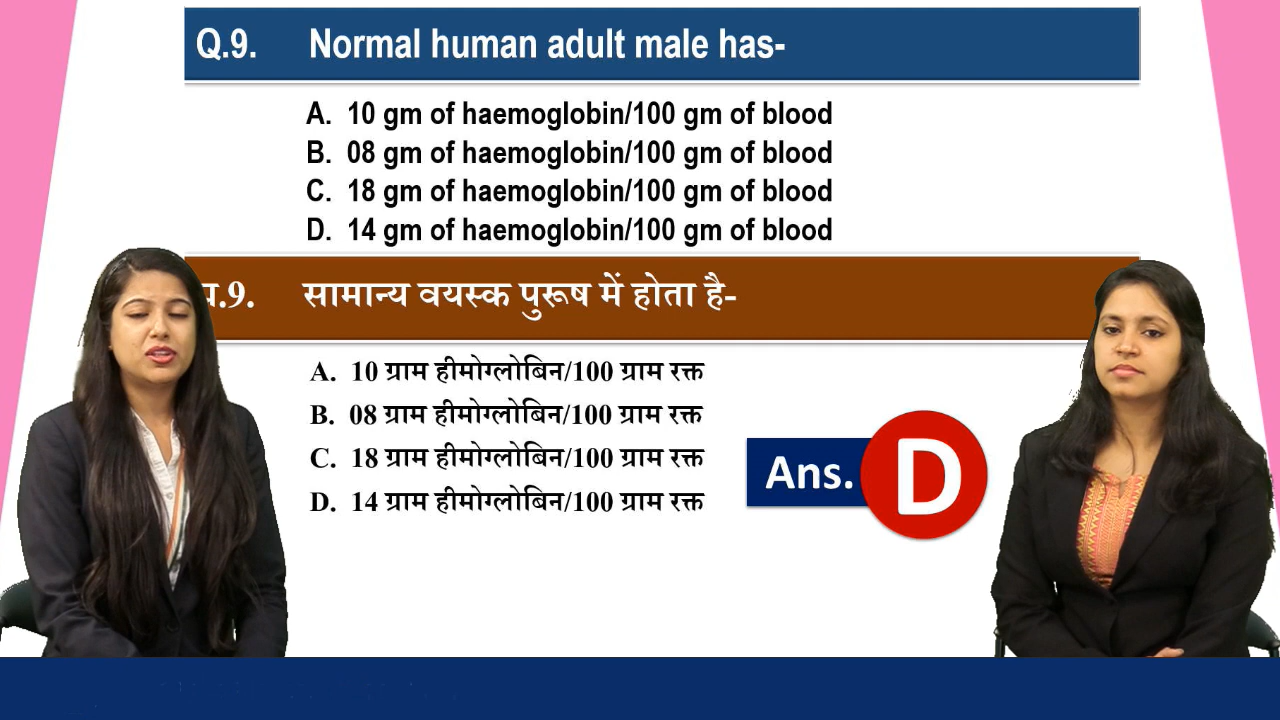 Q.9. Normal human adult male has-
A. 10 gm of haemoglobin/100 gm of blood
B. 08 gm of haemoglobin/100 gm of blood
C. 18 gm of haemoglobin/100 gm of blood
D. 14 gm of haemoglobin/100 gm of blood
.9. सामान्य वयस्क पुरूष में होता है-
A. 10 ग्राम हीमोग्लोबिन/100 ग्राम रक्त
B. 08 ग्राम हीमोग्लोबिन/100 ग्राम रक्त
C. 18 ग्राम हीमोग्लोबिन/100 ग्राम रक्त
D. 14 ग्राम हीमोग्लोबिन/100 ग्राम रक्त
Ans. D